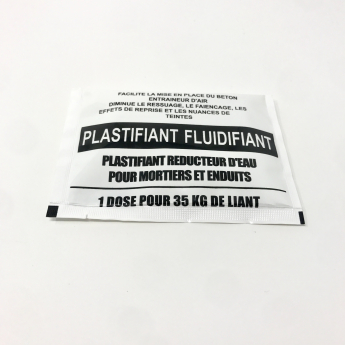 FACILITE LA MISE EN PLACE DU BETON
ENTRAINEUR D'AIR
DIMINUE LE RESSUAGE, LE FAIENCAGE, LES
EFFETS DE REPRISE ET LES NUANCES DE
TEINTES
PLASTIFIANT FLUIDIFIANT
PLASTIFIANT REDUCTEUR D'EAU
POUR MORTIERS ET ENDUITS
1 DOSE POUR 35 KG DE LIANT